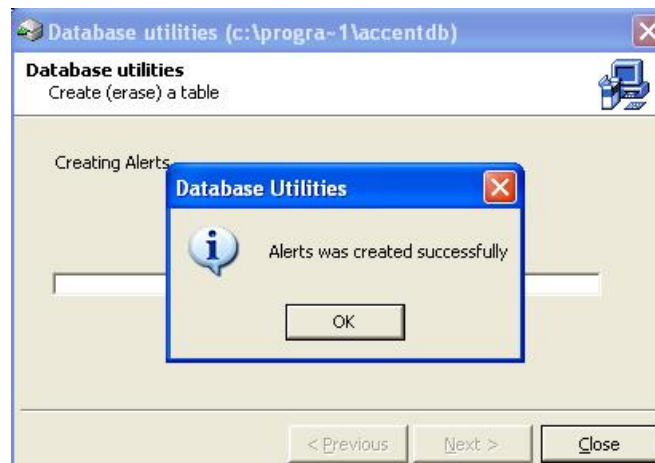 Database utilities (c:\progra~1\accentdb)
Database utilities
Create (erase) a table
Creating Alerts
Database Utilities
Alerts was created successfully
OK
< Previous
Next >
Close